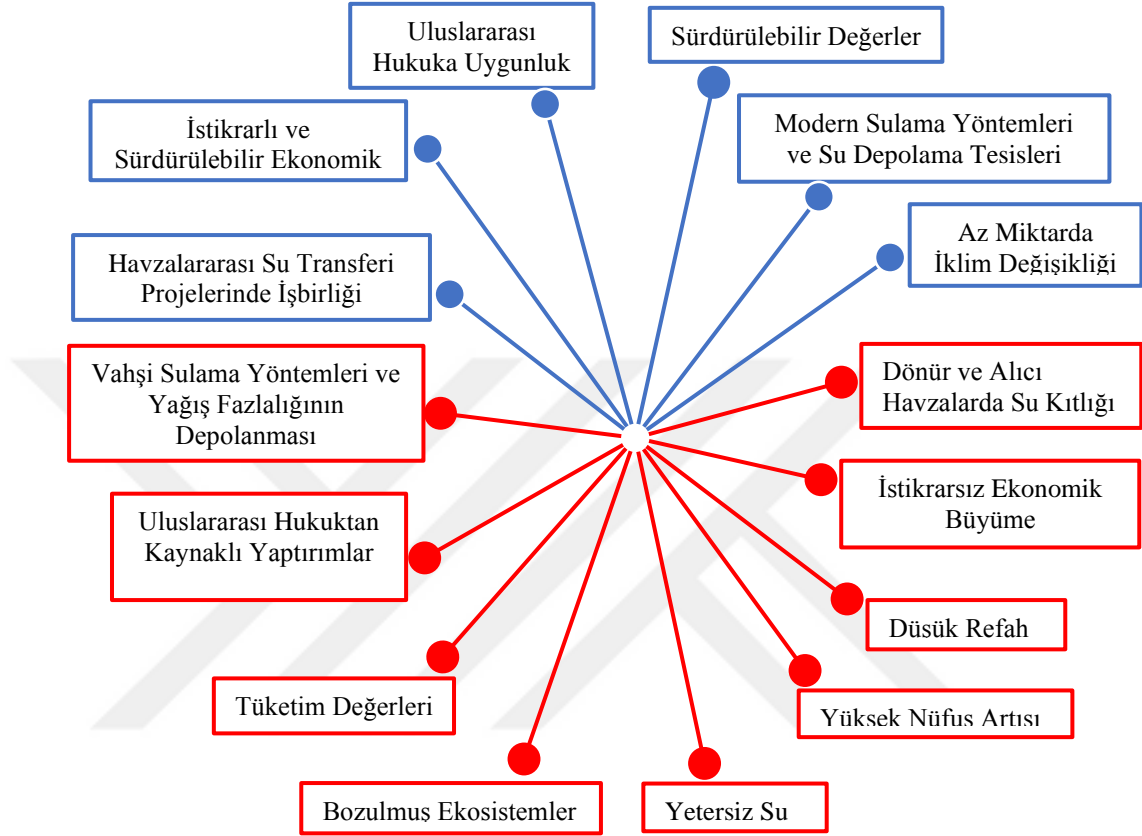 Uluslararası
Hukuka Uygunluk
Sürdürülebilir Değerler
İstikrarlı ve
Sürdürülebilir Ekonomik
Modern Sulama Yöntemleri
ve Su Depolama Tesisleri
Havzalararası Su Transferi
Projelerinde İşbirliği
Az Miktarda
İklim Değişikliği
Vahşi Sulama Yöntemleri ve
Yağış Fazlalığının
Depolanması
Dönür ve Alıcı
Havzalarda Su Kıtlığı
Uluslararası Hukuktan
Kaynaklı Yaptırımlar
İstikrarsız Ekonomik
Büyüme
Düsük Refah
Tüketim Değerleri
Yüksek Nüfus Artısı
Bozulmuş Ekosistemler
Yetersiz Su